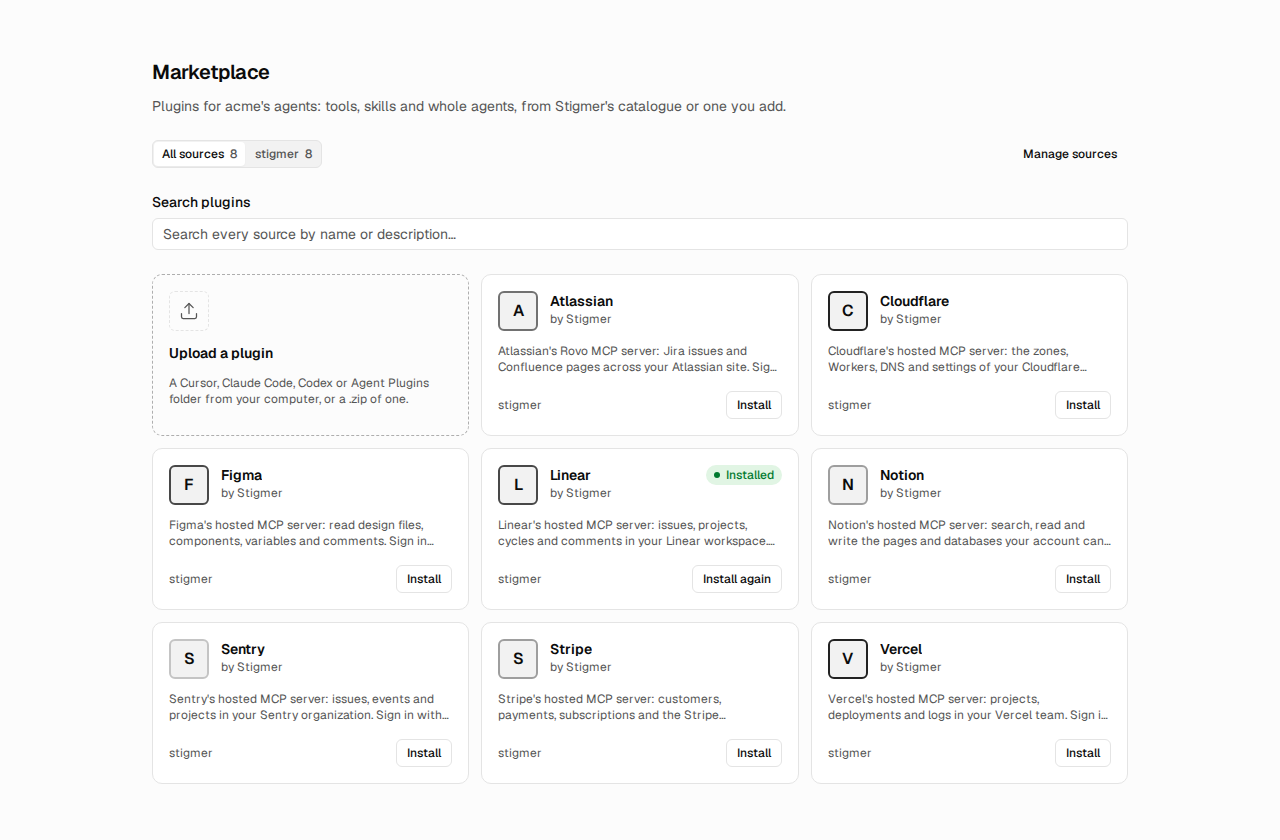 Marketplace
Plugins for acme's agents: tools, skills and whole agents, from Stigmer's catalogue or one you add.
All sources 8 stigmer 8
Manage sources
Search plugins
Search every source by name or description…
Upload a plugin
A Cursor, Claude Code, Codex or Agent Plugins
folder from your computer, or a .zip of one.
A
Atlassian
by Stigmer
Atlassian's Rovo MCP server: Jira issues and
Confluence pages across your Atlassian site. Sig…
stigmer
Install
C
Cloudflare
by Stigmer
Cloudflare's hosted MCP server: the zones,
Workers, DNS and settings of your Cloudflare…
stigmer
Install
F
Figma
by Stigmer
Figma's hosted MCP server: read design files,
components, variables and comments. Sign in…
stigmer
Install
L
Linear
by Stigmer
Installed
Linear's hosted MCP server: issues, projects,
cycles and comments in your Linear workspace.…
stigmer
Install again
N
Notion
by Stigmer
Notion's hosted MCP server: search, read and
write the pages and databases your account can…
stigmer
Install
S
Sentry
by Stigmer
Sentry's hosted MCP server: issues, events and
projects in your Sentry organization. Sign in with…
stigmer
Install
S
Stripe
by Stigmer
Stripe's hosted MCP server: customers,
payments, subscriptions and the Stripe…
stigmer
Install
V
Vercel
by Stigmer
Vercel's hosted MCP server: projects,
deployments and logs in your Vercel team. Sign i…
stigmer
Install